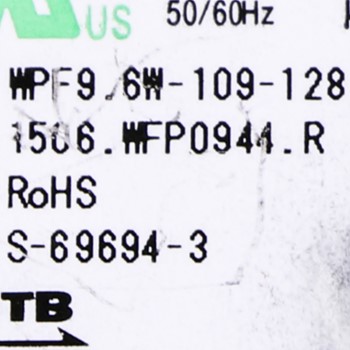 US
50/60Hz
WPF9.6W-109-128
1506.WFP0944.R
RoHS
S-69694-3
TB